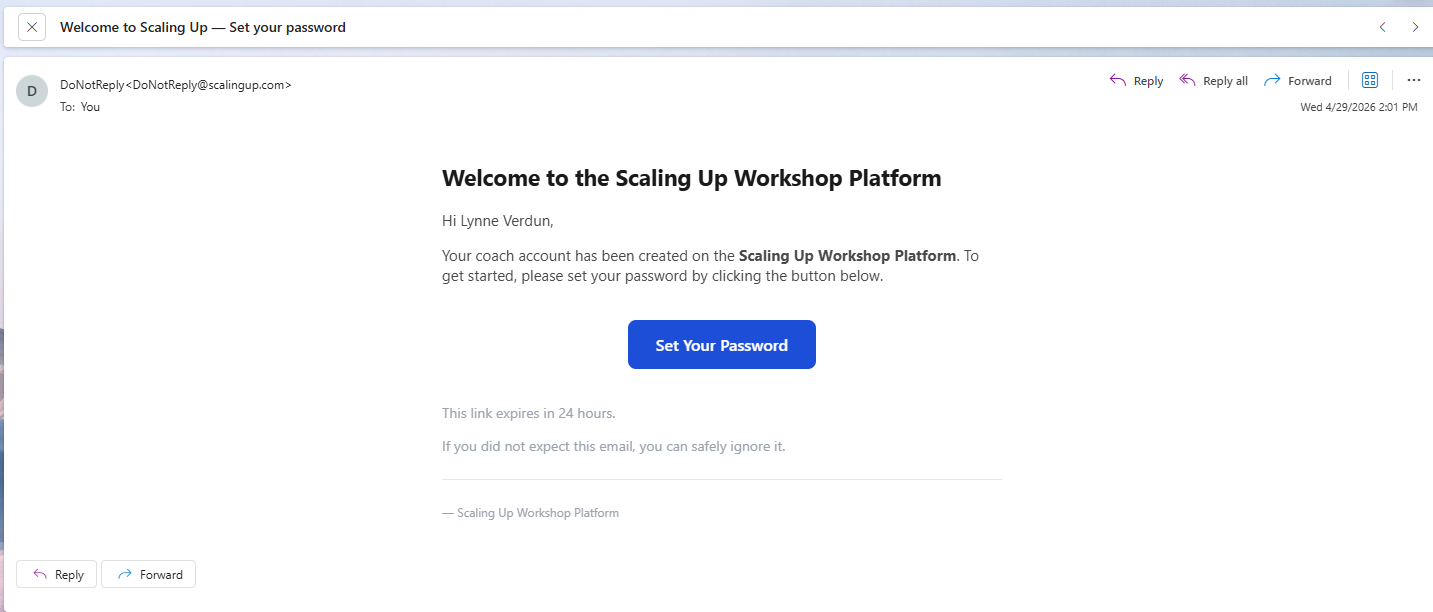 Welcome to Scaling Up — Set your password
D
DoNotReply<DoNotReply@scalingup.com>
To: You
Reply
Reply all
Forward
Wed 4/29/2026 2:01 PM
Welcome to the Scaling Up Workshop Platform
Hi Lynne Verdun,
Your coach account has been created on the Scaling Up Workshop Platform. To
get started, please set your password by clicking the button below.
Set Your Password
This link expires in 24 hours.
If you did not expect this email, you can safely ignore it.
— Scaling Up Workshop Platform
Reply
Forward